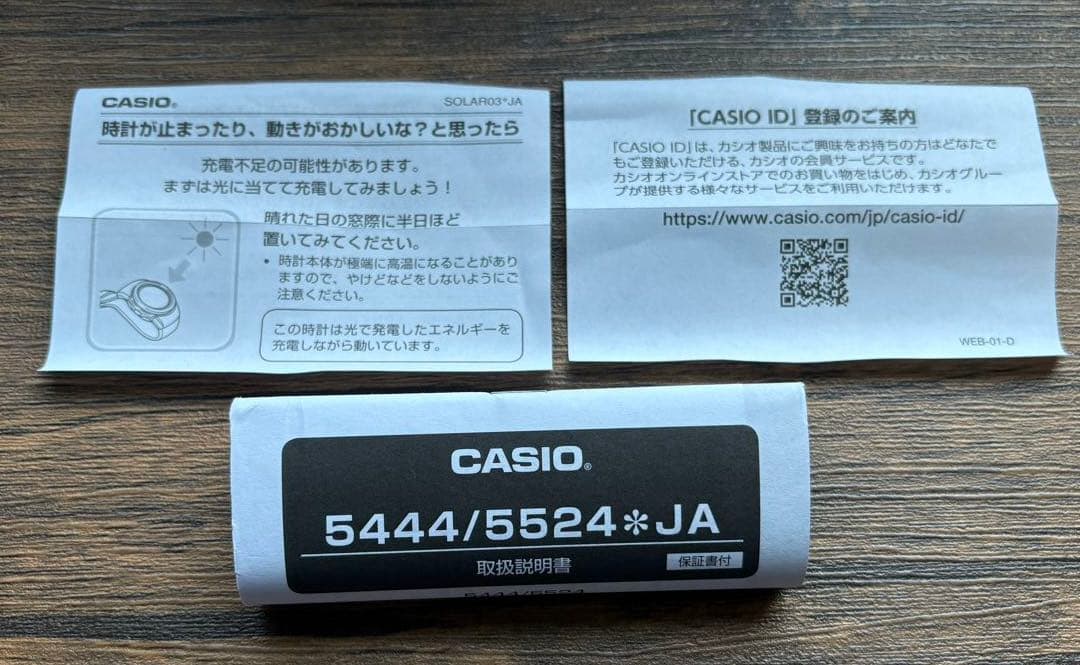 CASIO®
SOLAR03*JA
時計が止まったり、動きがおかしいな?と思ったら
充電不足の可能性があります。
まずは光に当てて充電してみましょう!
晴れた日の窓際に半日ほど
置いてみてください。
• 時計本体が極端に高温になることがあり
ますので、やけどなどをしないようにご
注意ください。
この時計は光で発電したエネルギーを
充電しながら動いています。
「CASIO ID」登録のご案内
「CASIO ID」は、カシオ製品にご興味をお持ちの方はどなたで
もご登録いただける、カシオの会員サービスです。
カシオオンラインストアでのお買い物をはじめ、カシオグルー
プが提供する様々なサービスをご利用いただけます。
https://www.casio.com/jp/casio-id/
WEB-01-D
CASIO®
5444/5524*JA
取扱説明書
保証書付
5444/5524